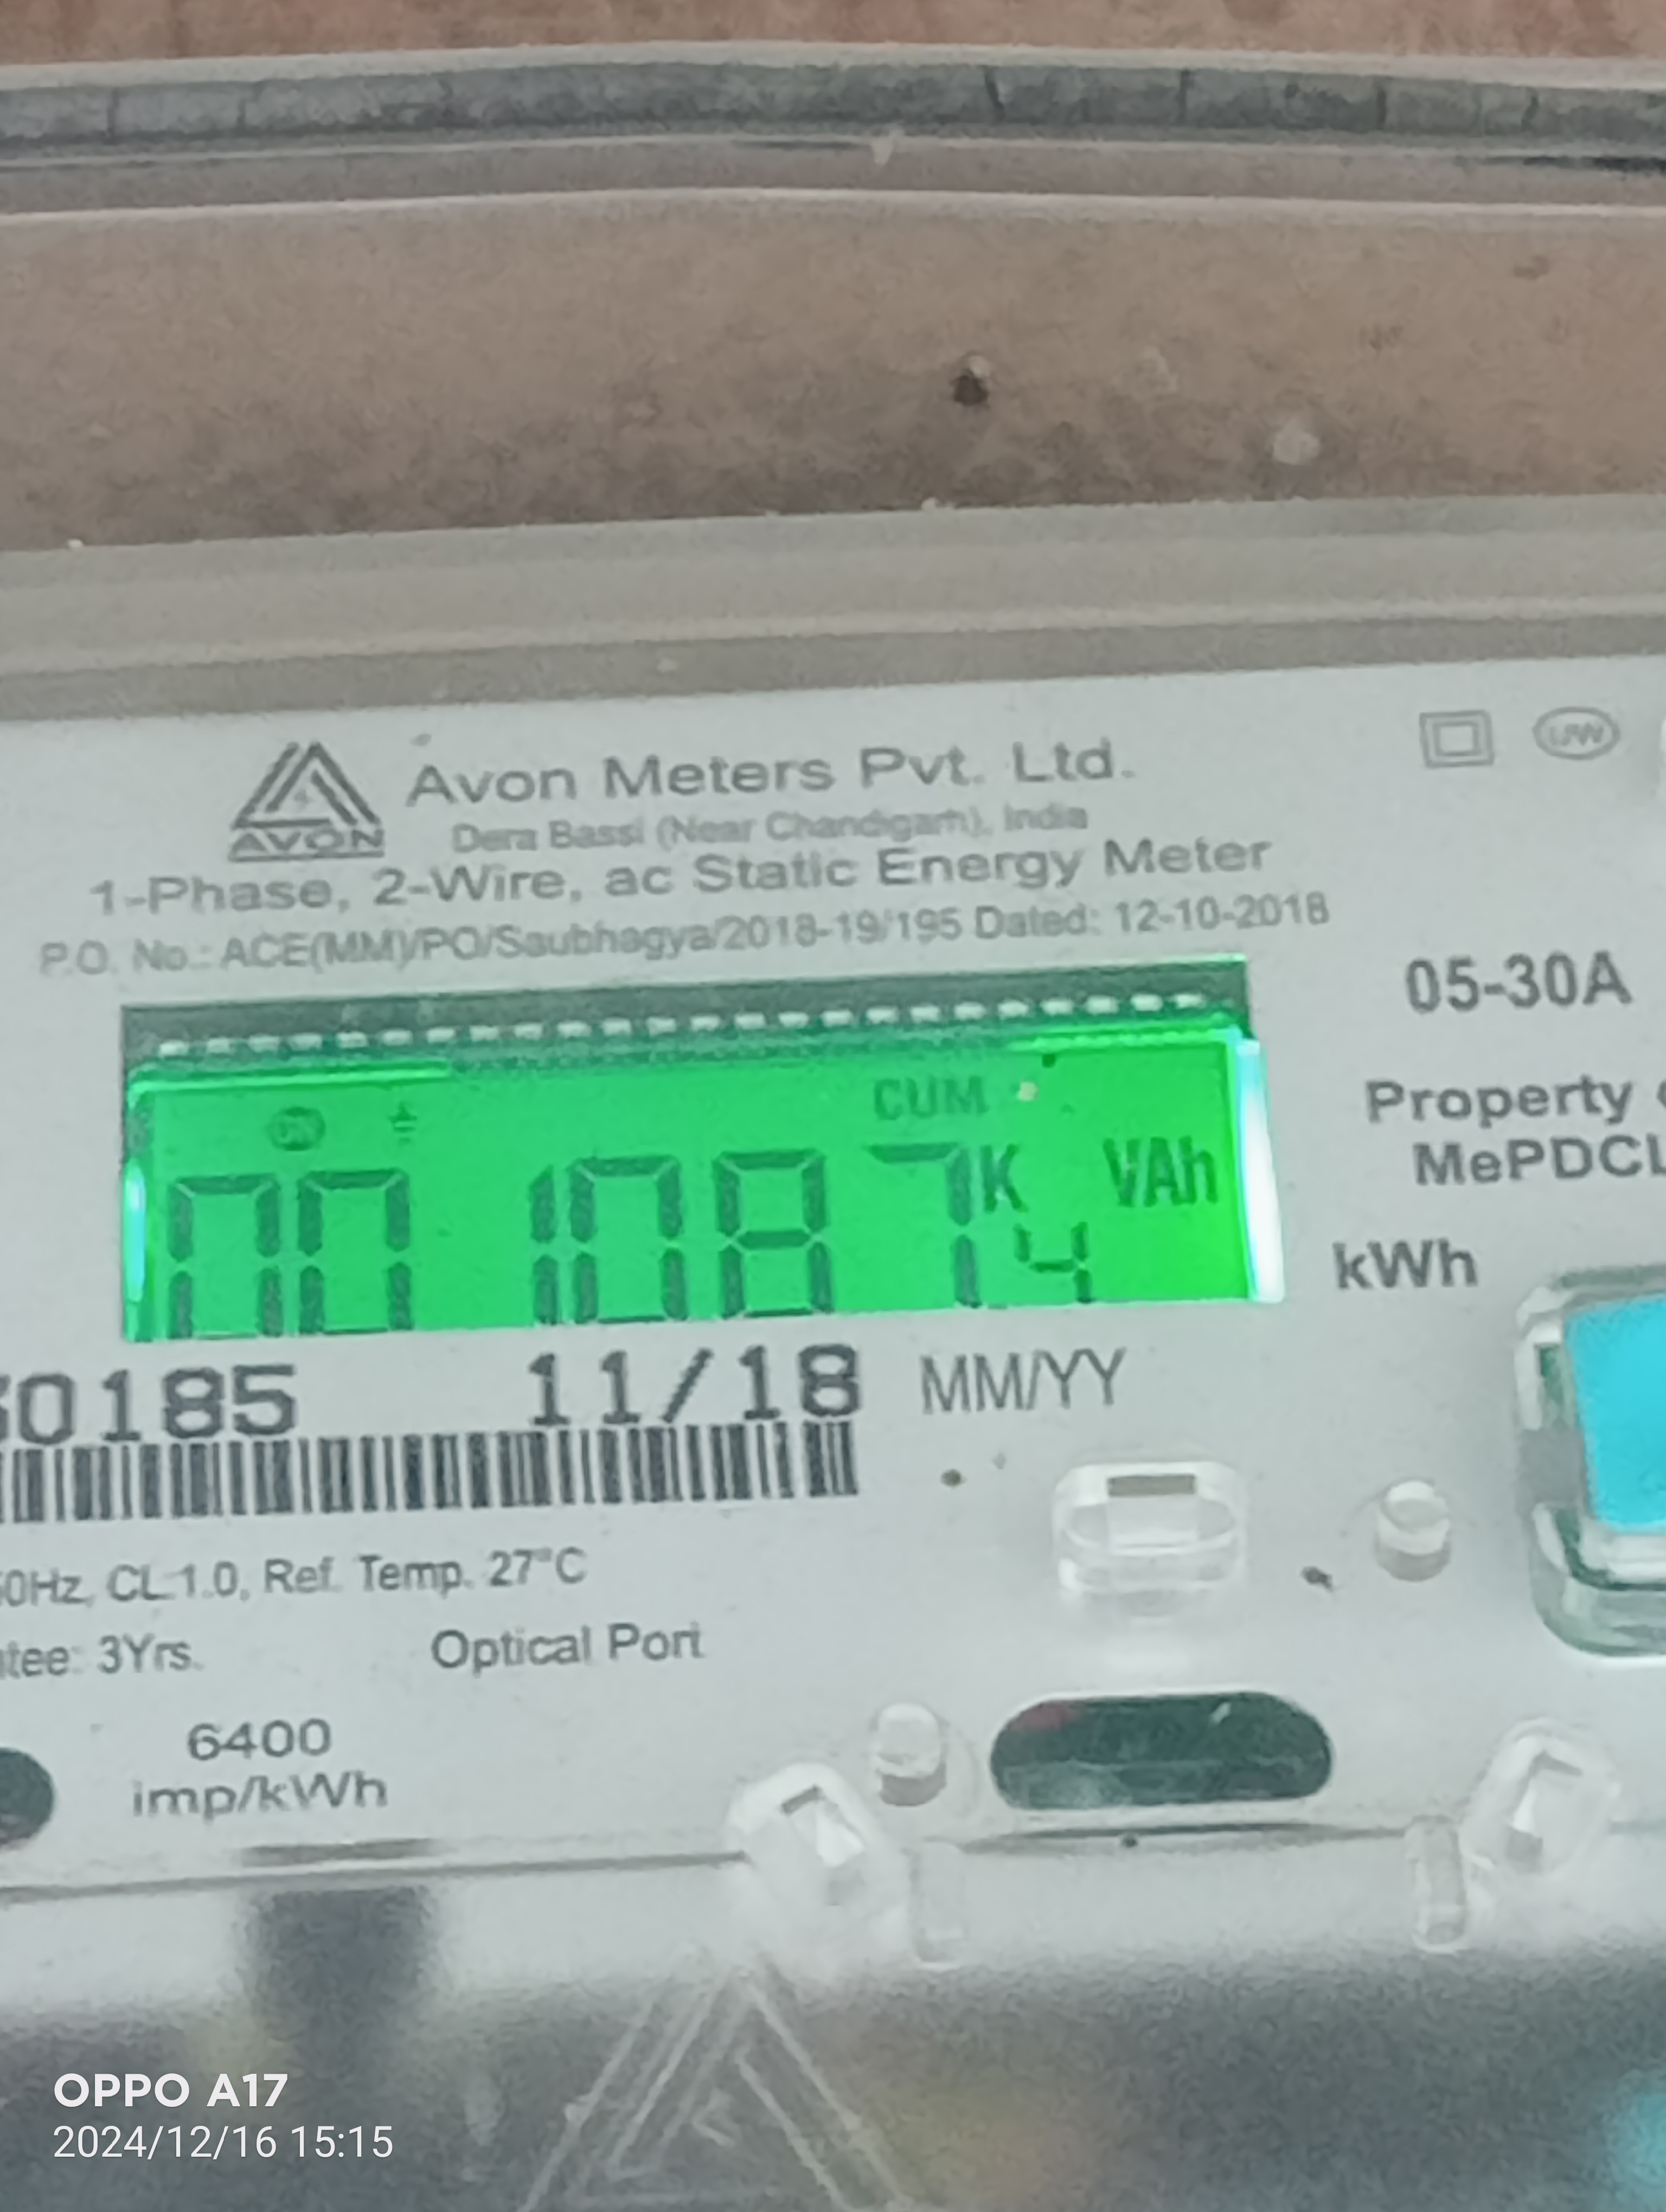 AVON
Avon Meters Pvt. Ltd.
Dera Bassi (Near Chandigarh), India
1-Phase, 2-Wire, ac Static Energy Meter
P.O. No.: ACE(MM)/PO/Saubhagya/2018-19/195 Dated: 12-10-2018
05-30A
CUM
001087.4 K VAh
Property
MePDCL
kWh
0185 11/18 MM/YY
0Hz, CL 1.0, Ref. Temp. 27°C
tee: 3Yrs. Optical Port
6400
imp/kWh
OPPO A17
2024/12/16 15:15